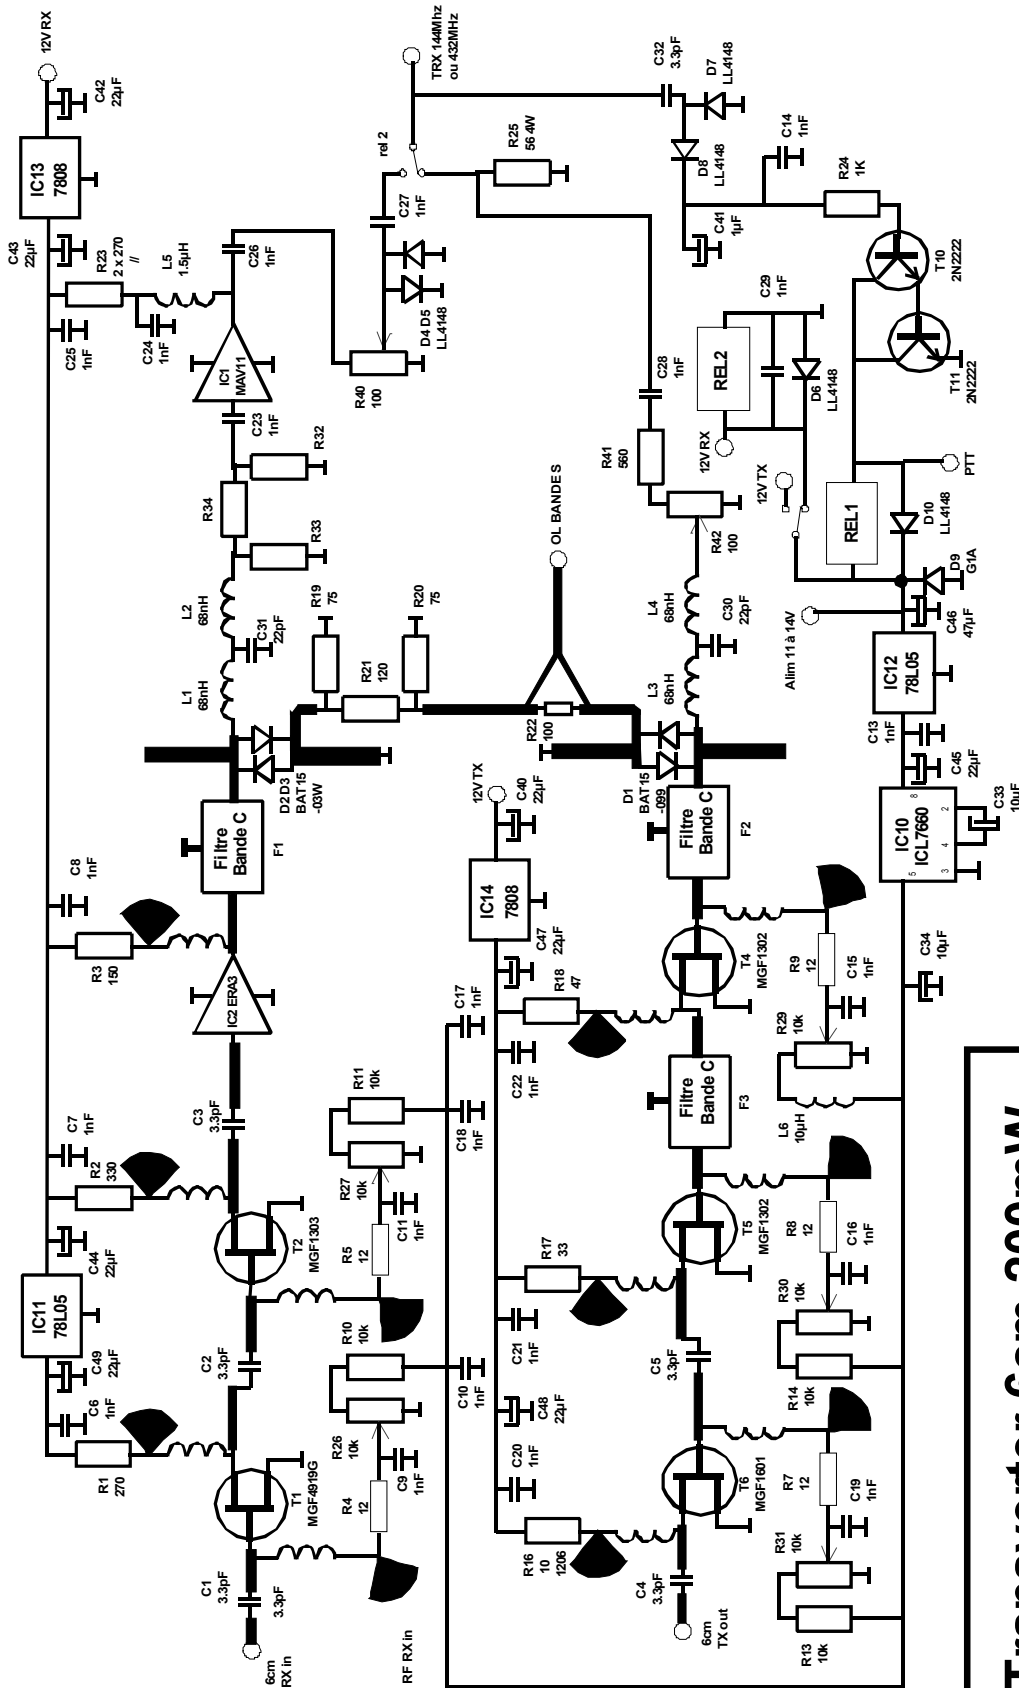 12V RX
C42
22µF
IC13
7808
C43
22µF
R23
2 x 270
//
L5
1.5µH
C25
1nF
C24
1nF
C26
1nF
IC1
MAV11
C23
1nF
R32
R34
R33
L2
68nH
C31
22pF
L1
68nH
R19
75
R20
75
R21
120
D2 D3
BAT15
-03W
Filtre
Bande C
F1
C8
1nF
R3
150
IC2 ERA3
C3
3.3pF
C7
1nF
R2
330
C44
22µF
IC11
78L05
C49
22µF
C6
1nF
R1
270
T2
MGF1303
C2
3.3pF
T1
MGF4919G
C1
3.3pF
3.3pF
6cm
RX in
RF RX in
R4
12
C9
1nF
R26
10k
R10
10k
R5
12
C11
1nF
R27
10k
R11
10k
C10
1nF
C18
1nF
C17
1nF
TRX 144Mhz
ou 432MHz
rel 2
C27
1nF
D4 D5
LL4148
R40
100
R25
56 4W
C32
3.3pF
D7
LL4148
D8
LL4148
C14
1nF
C41
1µF
R24
1K
T10
2N2222
T11
2N2222
C29
1nF
REL2
D6
LL4148
12V RX
12V TX
C28
1nF
R41
560
R42
100
REL1
PTT
D10
LL4148
D9
G1A
Alim 11 à 14V
C46
47µF
IC12
78L05
C13
1nF
C45
22µF
IC10
ICL7660
8
2
4
3
5
C33
10µF
C34
10µF
OL BANDE S
R22
100
L4
68nH
C30
22pF
L3
68nH
D1
BAT15
-099
Filtre
Bande C
F2
12V TX
C40
22µF
IC14
7808
C47
22µF
R18
47
C22
1nF
T4
MGF1302
R9
12
C15
1nF
R29
10k
L6
10µH
Filtre
Bande C
F3
T5
MGF1302
R17
33
C21
1nF
R8
12
C16
1nF
R30
10k
R14
10k
C5
3.3pF
C48
22µF
C20
1nF
R16
10
1206
T6
MGF1601
C4
3.3pF
6cm
TX out
R7
12
C19
1nF
R31
10k
R13
10k